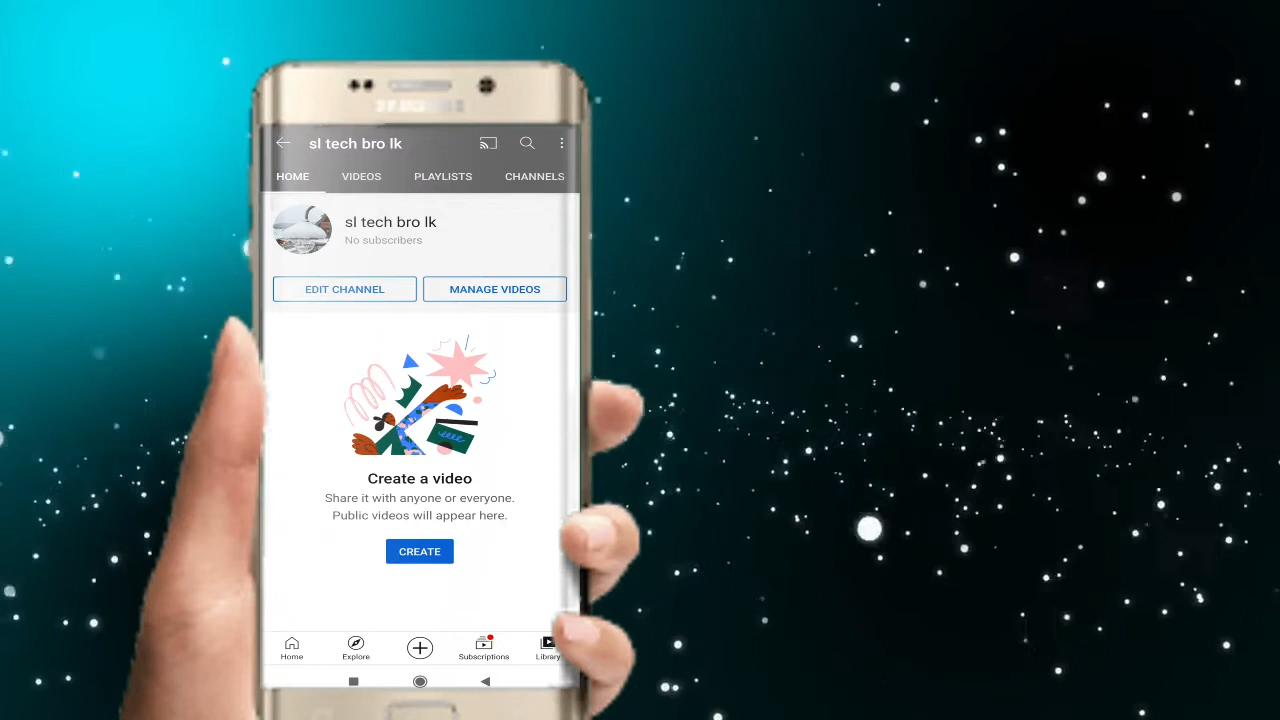 SAMSUNG
sl tech bro lk
HOME VIDEOS PLAYLISTS CHANNELS
sl tech bro lk
No subscribers
EDIT CHANNEL MANAGE VIDEOS
Create a video
Share it with anyone or everyone.
Public videos will appear here.
CREATE
Home Explore Subscriptions Library